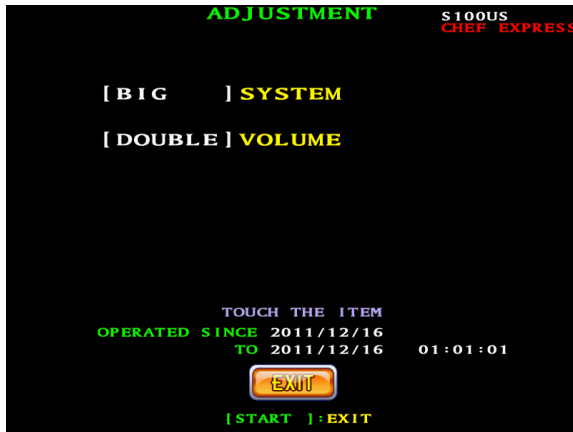 ADJUSTMENT S100US
CHEF EXPRESS
[BIG ] SYSTEM
[DOUBLE] VOLUME
TOUCH THE ITEM
OPERATED SINCE 2011/12/16
TO 2011/12/16 01:01:01
EXIT
[START ]:EXIT